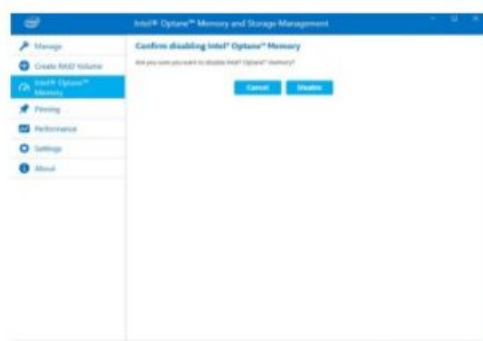 Intel® Optane™ Memory and Storage Management
Manage
Confirm disabling Intel® Optane™ Memory
Are you sure you want to disable Intel® Optane™ memory?
Create RAID Volume
Cancel Disable
Intel® Optane™
Memory
Pinning
Performance
Settings
About